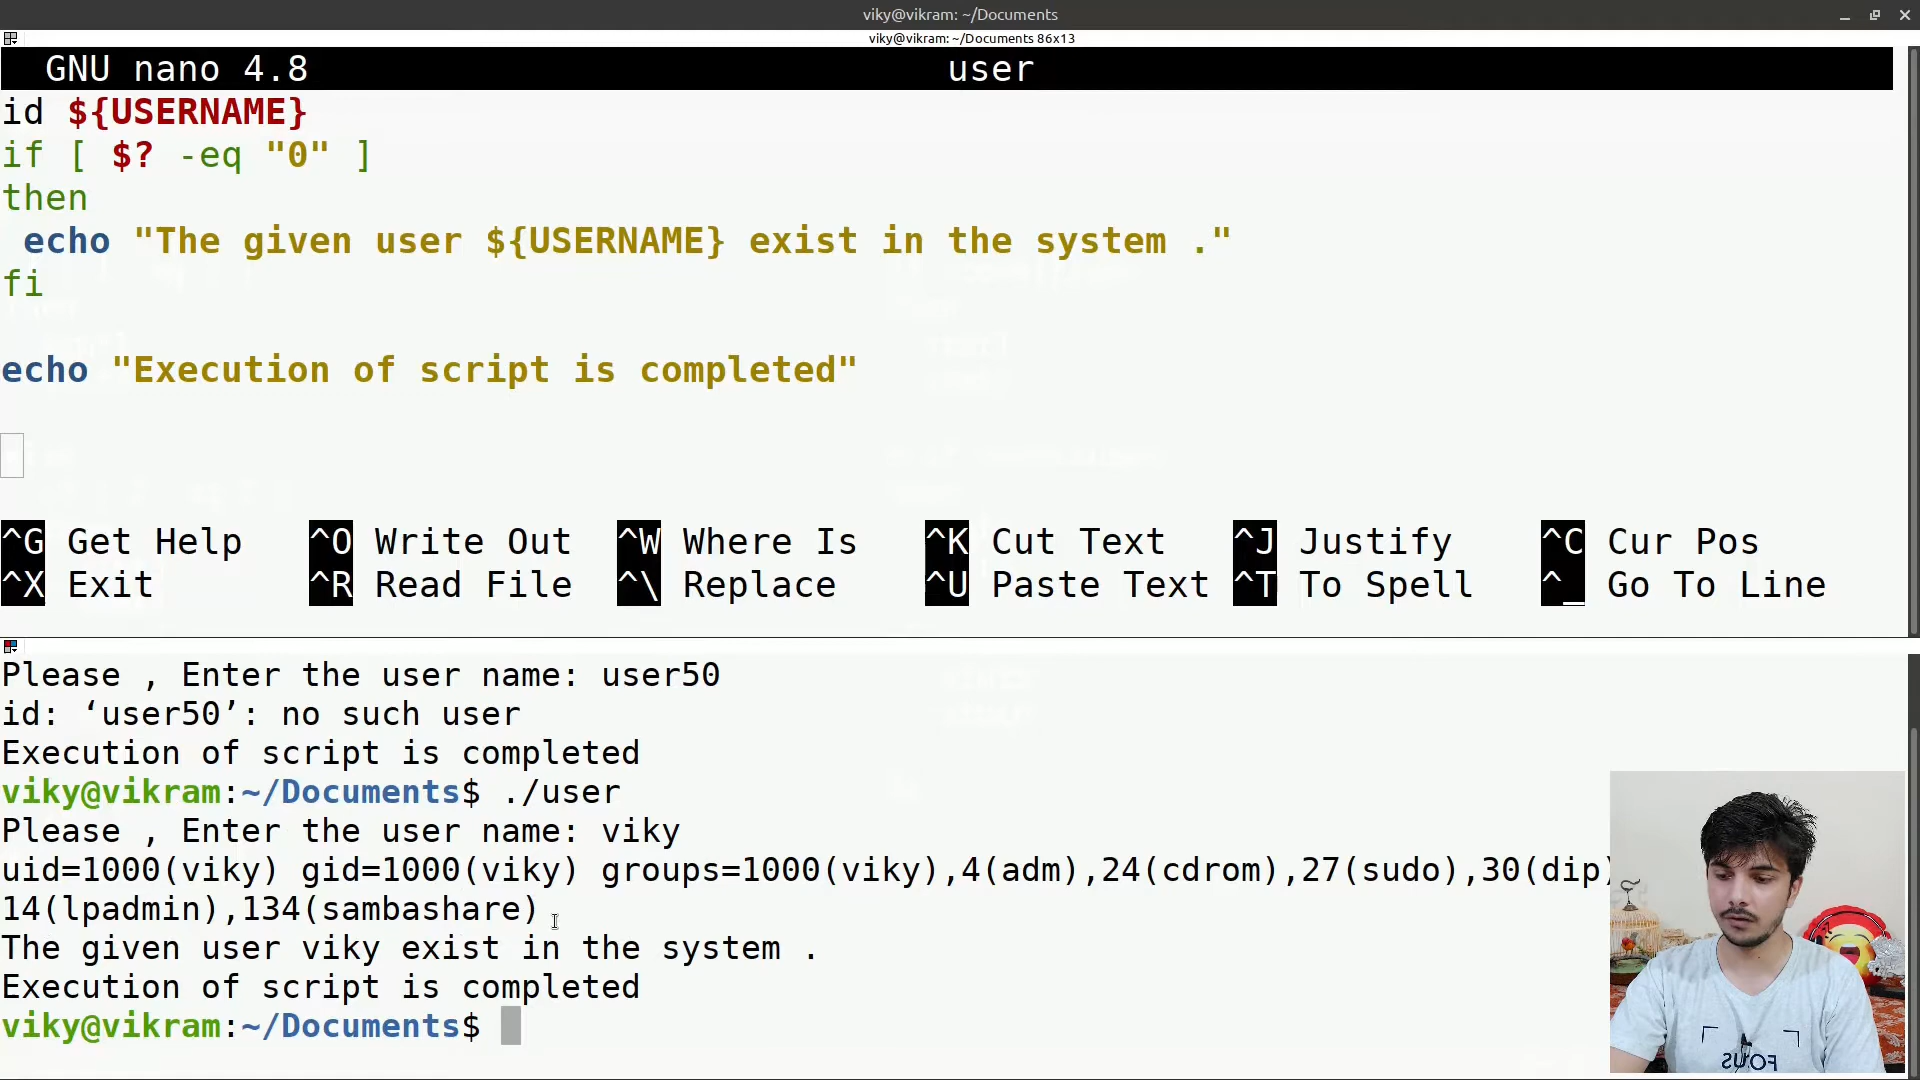 viky@vikram: ~/Documents
viky@vikram: ~/Documents 86x13
GNU nano 4.8 user
id ${USERNAME}
if [ $? -eq "0" ]
then
echo "The given user ${USERNAME} exist in the system ."
fi
echo "Execution of script is completed"
^G Get Help ^O Write Out ^W Where Is ^K Cut Text ^J Justify ^C Cur Pos
^X Exit ^R Read File ^\ Replace ^U Paste Text ^T To Spell ^_ Go To Line
Please , Enter the user name: user50
id: ‘user50’: no such user
Execution of script is completed
viky@vikram:~/Documents$ ./user
Please , Enter the user name: viky
uid=1000(viky) gid=1000(viky) groups=1000(viky),4(adm),24(cdrom),27(sudo),30(dip)
14(lpadmin),134(sambashare)
The given user viky exist in the system .
Execution of script is completed
viky@vikram:~/Documents$
FOCUS